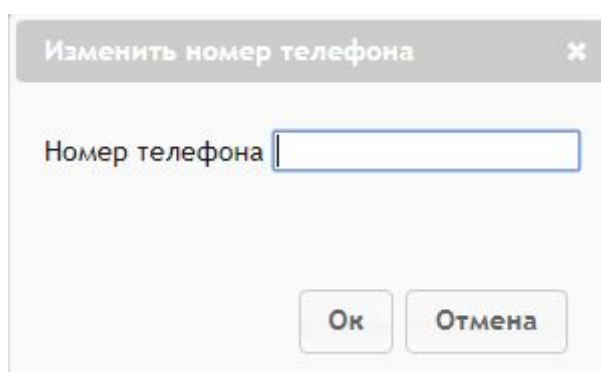 Изменить номер телефона
Номер телефона
Ок Отмена